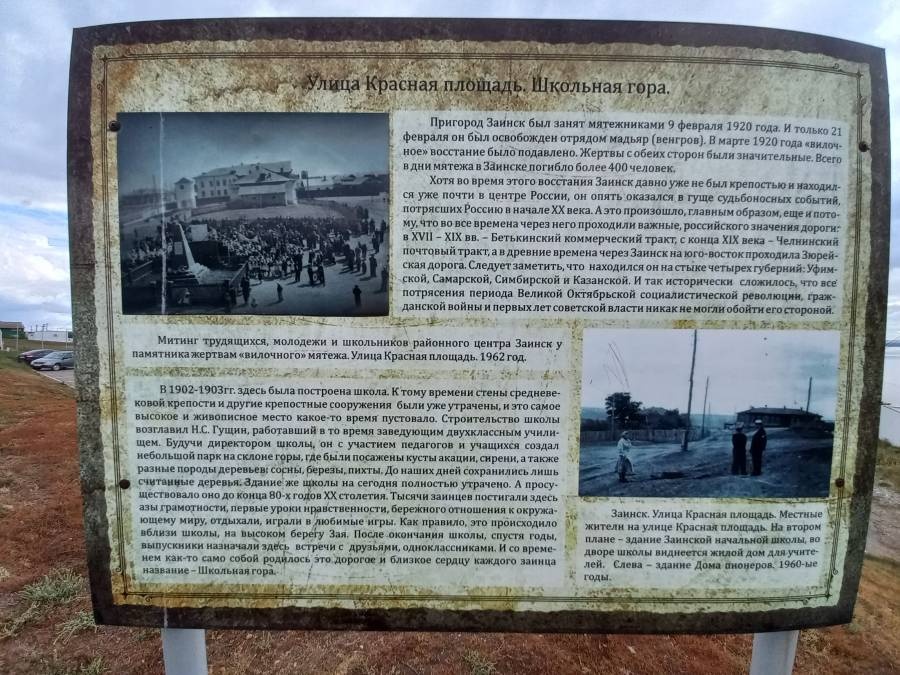 Улица Красная площадь. Школьная гора.
Пригород Заинск был занят мятежниками 9 февраля 1920 года. И только 21
февраля он был освобожден отрядом мадьяр (венгров). В марте 1920 года «вилоч-
ное» восстание было подавлено. Жертвы с обеих сторон были значительные. Всего
в дни мятежа в Заинске погибло более 400 человек.
Хотя во время этого восстания Заинск давно уже не был крепостью и находил-
ся уже почти в центре России, он опять оказался в гуще судьбоносных событий,
потрясших Россию в начале XX века. А это произошло, главным образом, еще и пото-
му, что во все времена через него проходили важные, российского значения дороги:
в XVII – XIX вв. – Бетькинский коммерческий тракт, с конца XIX века – Челнинский
почтовый тракт, а в древние времена через Заинск на юго-восток проходила Зюрей-
ская дорога. Следует заметить, что находился он на стыке четырех губерний: Уфим-
ской, Самарской, Симбирской и Казанской. И так исторически сложилось, что все
потрясения периода Великой Октябрьской социалистической революции, граж-
данской войны и первых лет советской власти никак не могли обойти его стороной.
Митинг трудящихся, молодежи и школьников районного центра Заинск у
памятника жертвам «вилочного» мятежа. Улица Красная площадь. 1962 год.
В 1902-1903гг. здесь была построена школа. К тому времени стены средневе-
ковой крепости и другие крепостные сооружения были уже утрачены, и это самое
высокое и живописное место какое-то время пустовало. Строительство школы
возглавил Н.С. Гущин, работавший в то время заведующим двухклассным учили-
щем. Будучи директором школы, он с участием педагогов и учащихся создал
небольшой парк на склоне горы, где были посажены кусты акации, сирени, а также
разные породы деревьев: сосны, березы, пихты. До наших дней сохранились лишь
считанные деревья. Здание же школы на сегодня полностью утрачено. А просу-
ществовало оно до конца 80-х годов XX столетия. Тысячи заинцев постигали здесь
азы грамотности, первые уроки нравственности, бережного отношения к окружа-
ющему миру, отдыхали, играли в любимые игры. Как правило, это происходило
вблизи школы, на высоком берегу Зая. После окончания школы, спустя годы,
выпускники назначали здесь встречи с друзьями, одноклассниками. И со време-
нем как-то само собой родилось это дорогое и близкое сердцу каждого заинца
название – Школьная гора.
Заинск. Улица Красная площадь. Местные
жители на улице Красная площадь. На втором
плане – здание Заинской начальной школы, во
дворе школы виднеется жилой дом для учите-
лей. Слева – здание Дома пионеров. 1960-ые
годы.